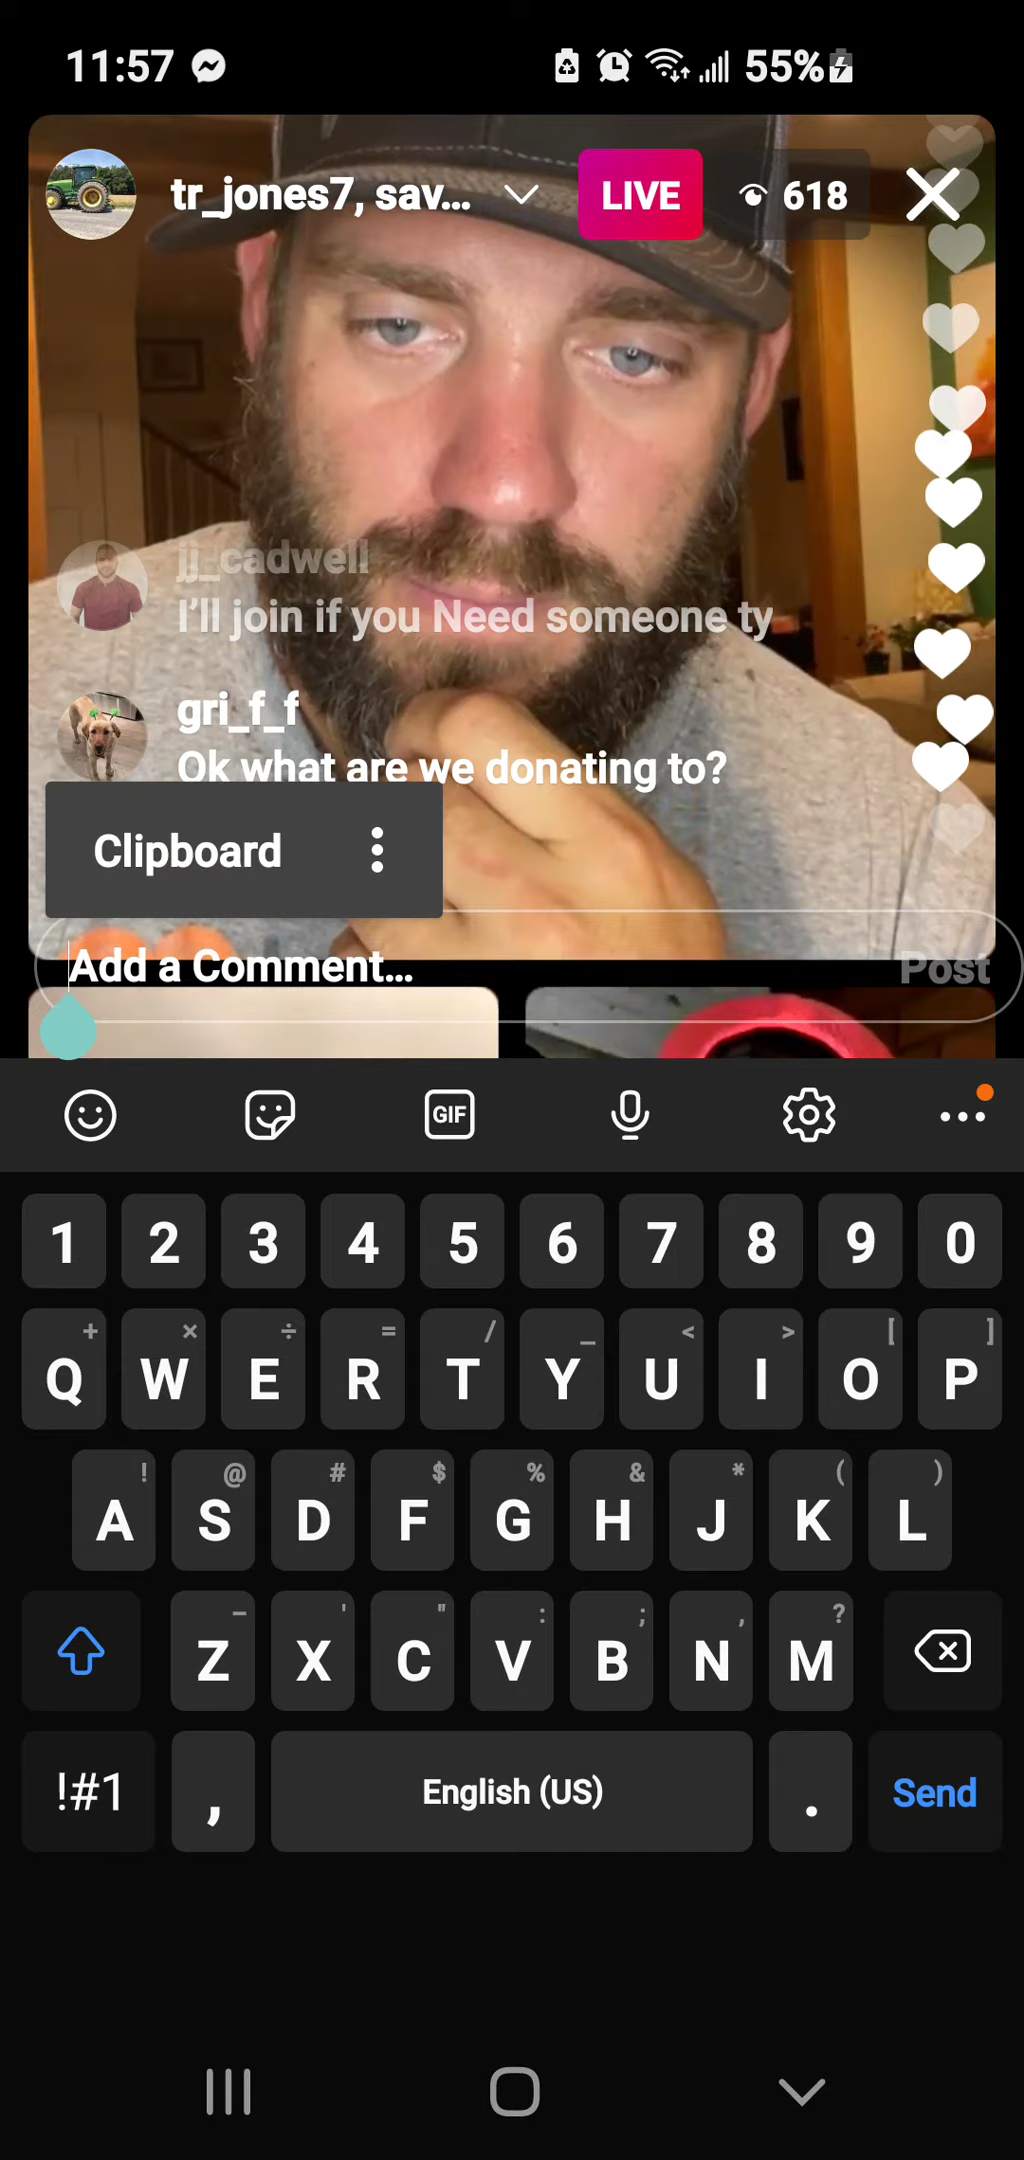 11:57
55%
tr_jones7, sav...
LIVE
618
jj_cadwell
I'll join if you Need someone ty
gri_f_f
Ok what are we donating to?
Clipboard
Add a Comment...
Post
GIF
1 2 3 4 5 6 7 8 9 0
+ × ÷ = / _ < > [ ]
Q W E R T Y U I O P
! @ # $ % & * ( )
A S D F G H J K L
- ' " : ; , ?
Z X C V B N M
!#1 , English (US) . Send